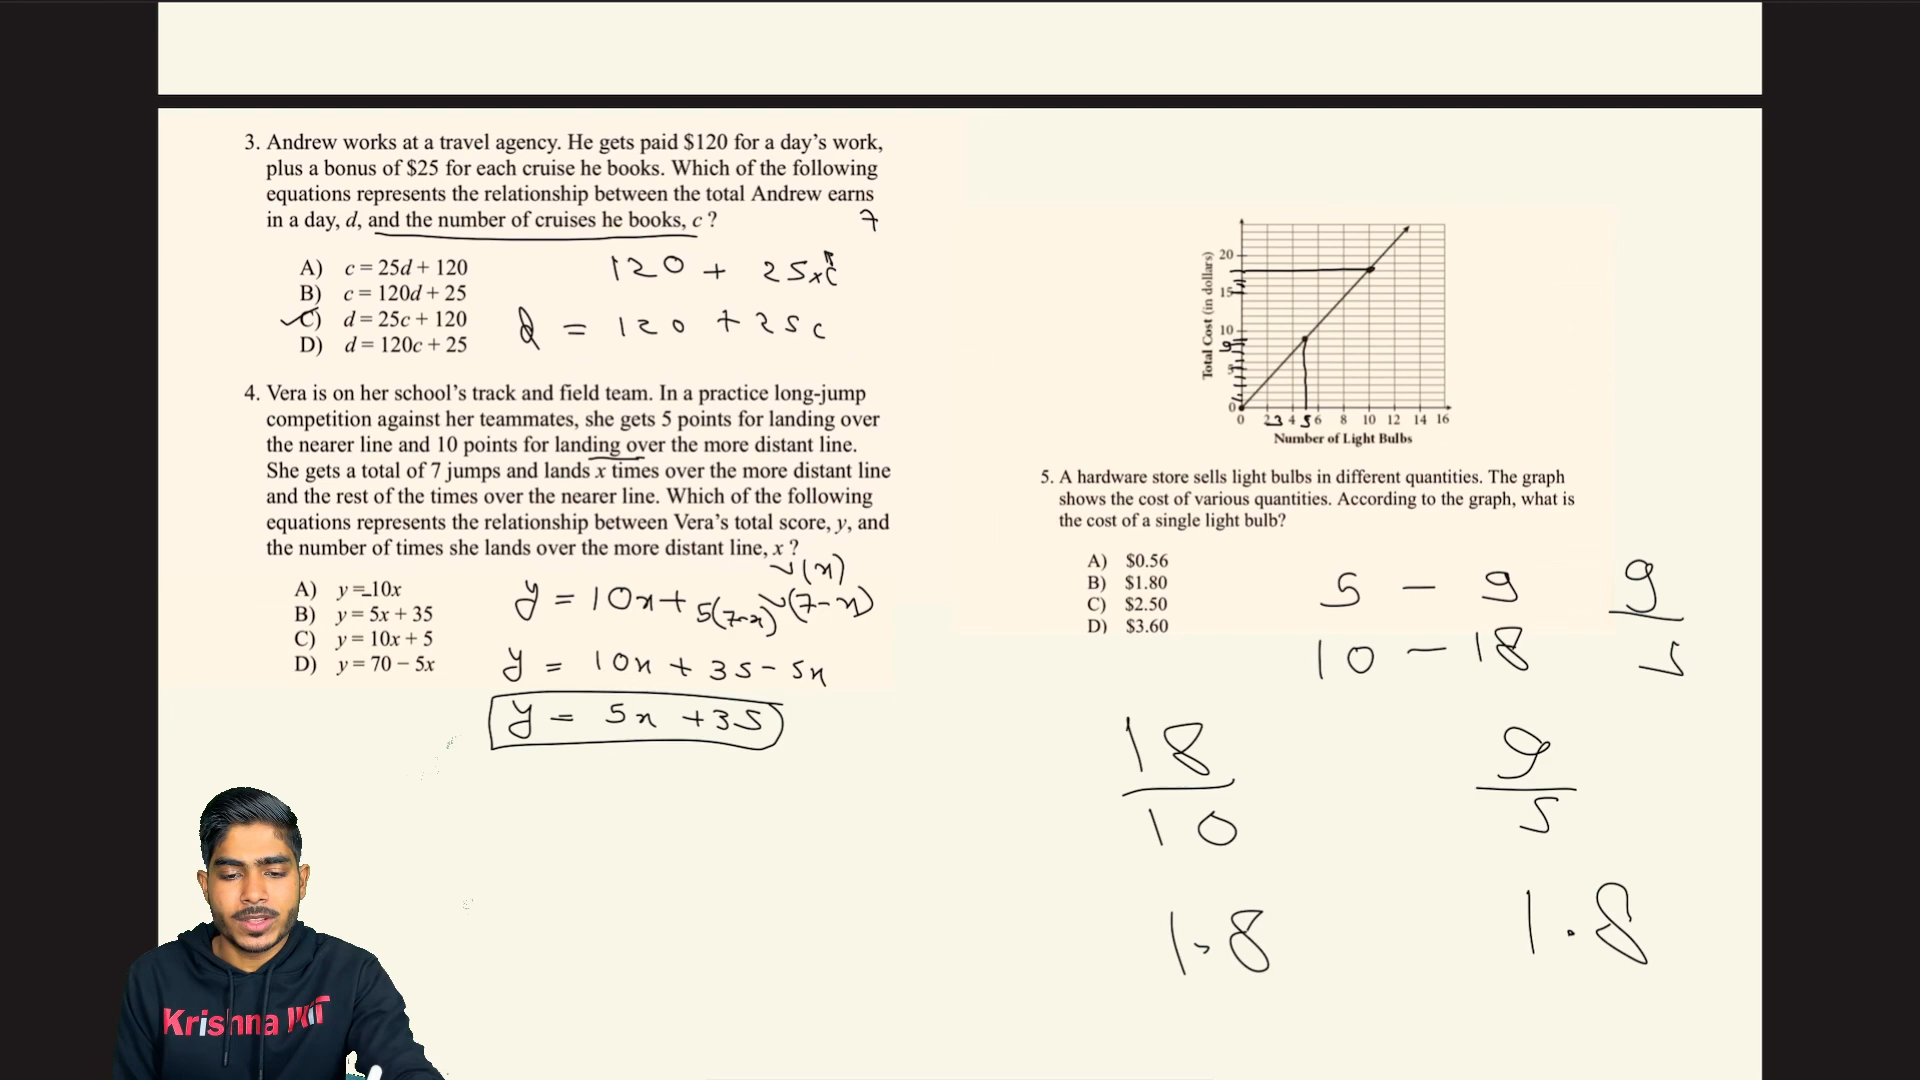 3. Andrew works at a travel agency. He gets paid $120 for a day's work,
plus a bonus of $25 for each cruise he books. Which of the following
equations represents the relationship between the total Andrew earns
in a day, d, and the number of cruises he books, c ?
7
A) c = 25d + 120
B) c = 120d + 25
C) d = 25c + 120
D) d = 120c + 25
120 + 25xc
d = 120 + 25c
4. Vera is on her school's track and field team. In a practice long-jump
competition against her teammates, she gets 5 points for landing over
the nearer line and 10 points for landing over the more distant line.
She gets a total of 7 jumps and lands x times over the more distant line
and the rest of the times over the nearer line. Which of the following
equations represents the relationship between Vera's total score, y, and
the number of times she lands over the more distant line, x ?
A) y = 10x
B) y = 5x + 35
C) y = 10x + 5
D) y = 70 – 5x
(x)
(7-x)
y = 10x + 5(7-x)
y = 10x + 35 - 5x
y = 5x + 35
Krishna
Total Cost (in dollars)
20
15
10
9
5
0
0 2 3 4 5 6 8 10 12 14 16
Number of Light Bulbs
5. A hardware store sells light bulbs in different quantities. The graph
shows the cost of various quantities. According to the graph, what is
the cost of a single light bulb?
A) $0.56
B) $1.80
C) $2.50
D) $3.60
5 - 9
10 - 18
9
5
18
10
9
5
1.8
1.8